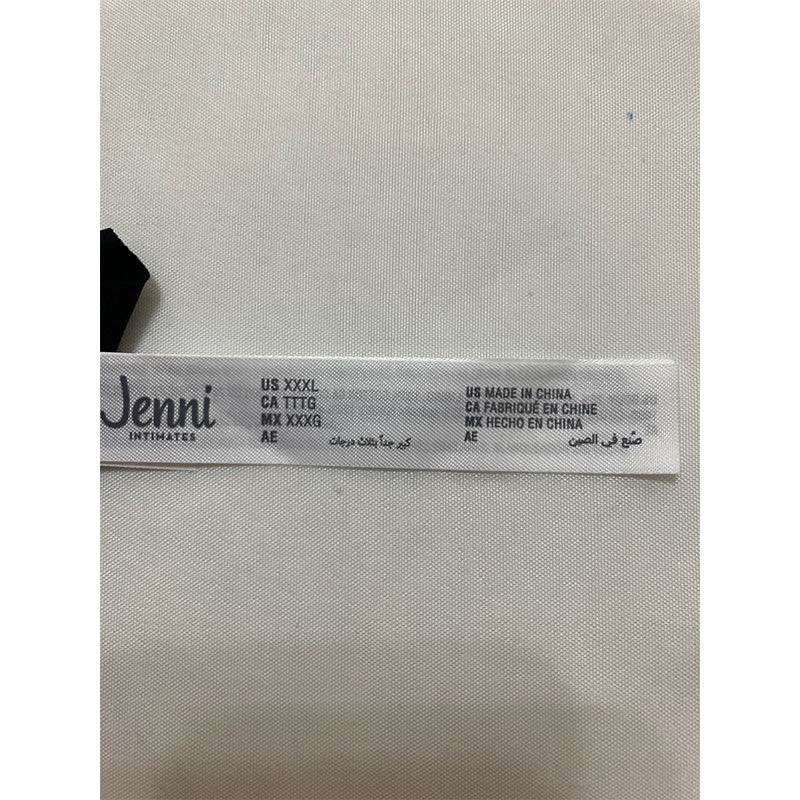 Jenni
INTIMATES
US XXXL
CA TTTG
MX XXXG
AE كبير جداً بثلاث درجات
US MADE IN CHINA
CA FABRIQUÉ EN CHINE
MX HECHO EN CHINA
AE صُنع في الصين